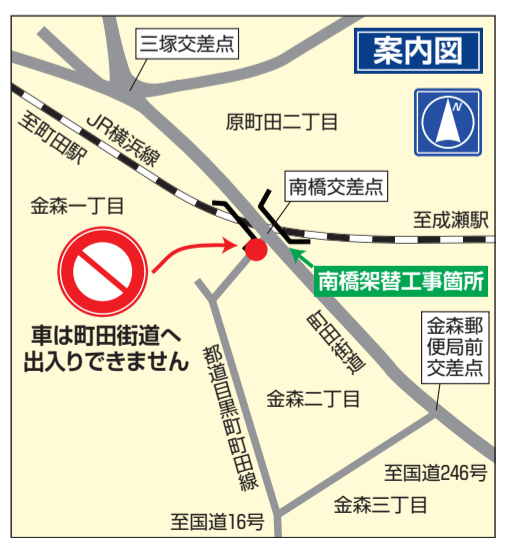 案内図
三塚交差点
N
原町田二丁目
JR横浜線
至町田駅
南橋交差点
金森一丁目
至成瀬駅
南橋架替工事箇所
車は町田街道へ
出入りできません
町田街道
金森郵
便局前
交差点
都道目黒町町田線
金森二丁目
至国道246号
金森三丁目
至国道16号